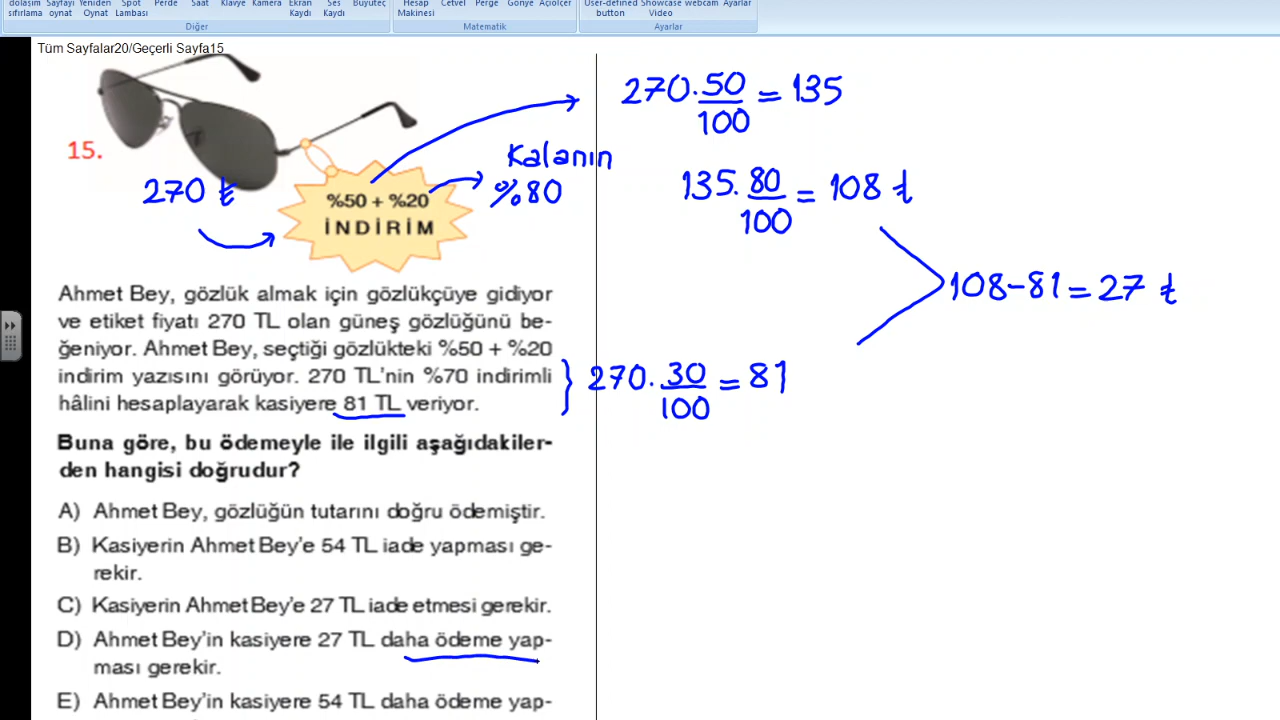 dolaşım Sayfayı Yeniden Spot Perde Saat Klavye Kamera Ekran Ses Büyüteç
sıfırlama oynat Oynat Lambası Kaydı Kaydı
Diğer
Hesap Cetvel Perge Gönye Açıölçer
Makinesi
Matematik
User-defined Showcase webcam Ayarlar
button Video
Ayarlar
Tüm Sayfalar20/Geçerli Sayfa15
15.
270 ₺
%50 + %20
İNDİRİM
Kalanın
%80
Ahmet Bey, gözlük almak için gözlükçüye gidiyor
ve etiket fiyatı 270 TL olan güneş gözlüğünü be-
ğeniyor. Ahmet Bey, seçtiği gözlükteki %50 + %20
indirim yazısını görüyor. 270 TL'nin %70 indirimli
hâlini hesaplayarak kasiyere 81 TL veriyor.
Buna göre, bu ödemeyle ile ilgili aşağıdakiler-
den hangisi doğrudur?
A) Ahmet Bey, gözlüğün tutarını doğru ödemiştir.
B) Kasiyerin Ahmet Bey'e 54 TL iade yapması ge-
rekir.
C) Kasiyerin Ahmet Bey'e 27 TL iade etmesi gerekir.
D) Ahmet Bey'in kasiyere 27 TL daha ödeme yap-
ması gerekir.
E) Ahmet Bey'in kasiyere 54 TL daha ödeme yap-
270.50/100 = 135
135.80/100 = 108 ₺
108-81=27 ₺
270.30/100 = 81